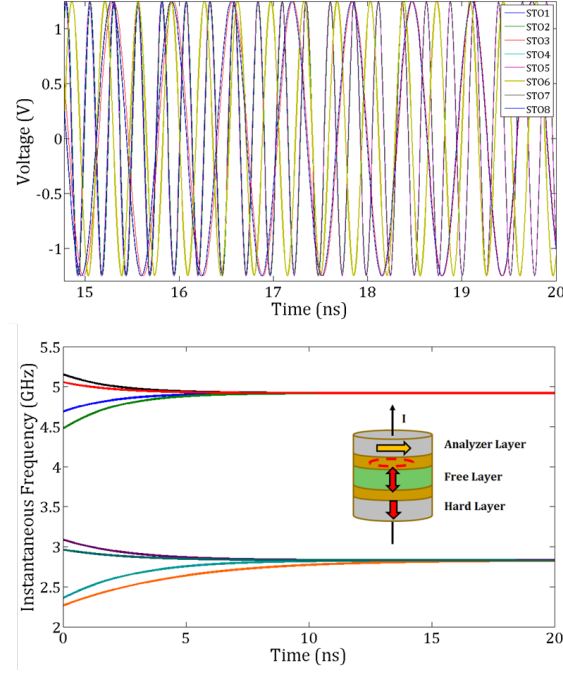 1
0.5
0
-0.5
-1
Voltage (V)
15
16
17
18
19
20
Time (ns)
STO1
STO2
STO3
STO4
STO5
STO6
STO7
STO8
5.5
5
4.5
4
3.5
3
2.5
2
Instantaneous Frequency (GHz)
0
5
10
15
20
Time (ns)
I
Analyzer Layer
Free Layer
Hard Layer